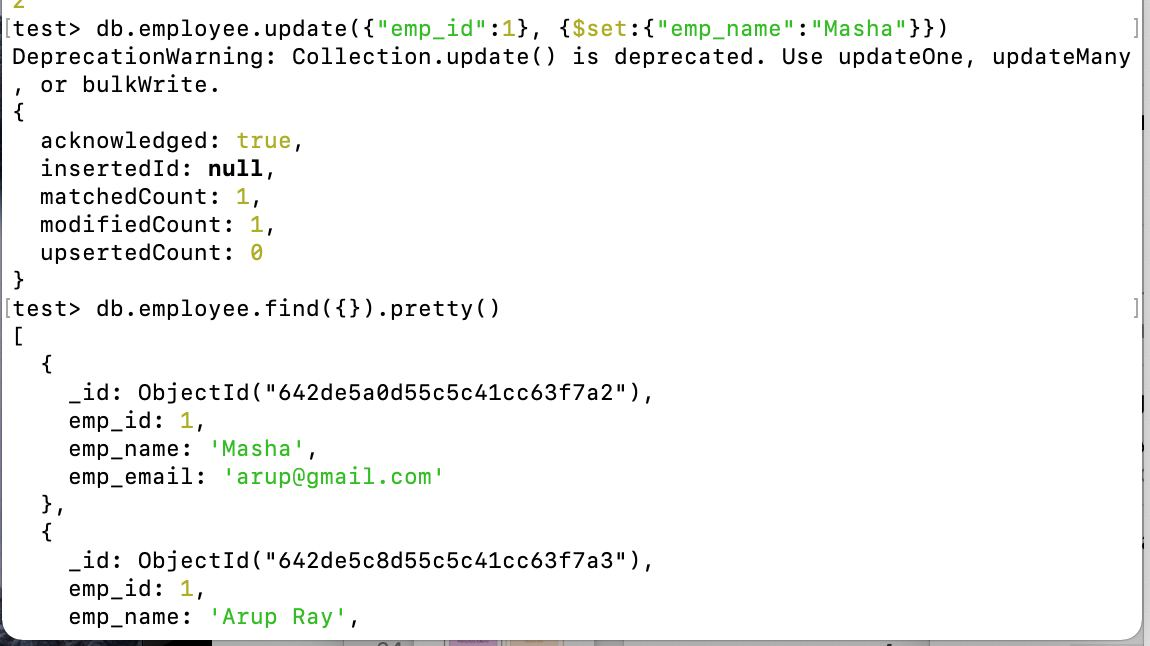 [test> db.employee.update({"emp_id":1}, {$set:{"emp_name":"Masha"}}) ]
DeprecationWarning: Collection.update() is deprecated. Use updateOne, updateMany
, or bulkWrite.
{
  acknowledged: true,
  insertedId: null,
  matchedCount: 1,
  modifiedCount: 1,
  upsertedCount: 0
}
[test> db.employee.find({}).pretty() ]
[
  {
    _id: ObjectId("642de5a0d55c5c41cc63f7a2"),
    emp_id: 1,
    emp_name: 'Masha',
    emp_email: 'arup@gmail.com'
  },
  {
    _id: ObjectId("642de5c8d55c5c41cc63f7a3"),
    emp_id: 1,
    emp_name: 'Arup Ray',